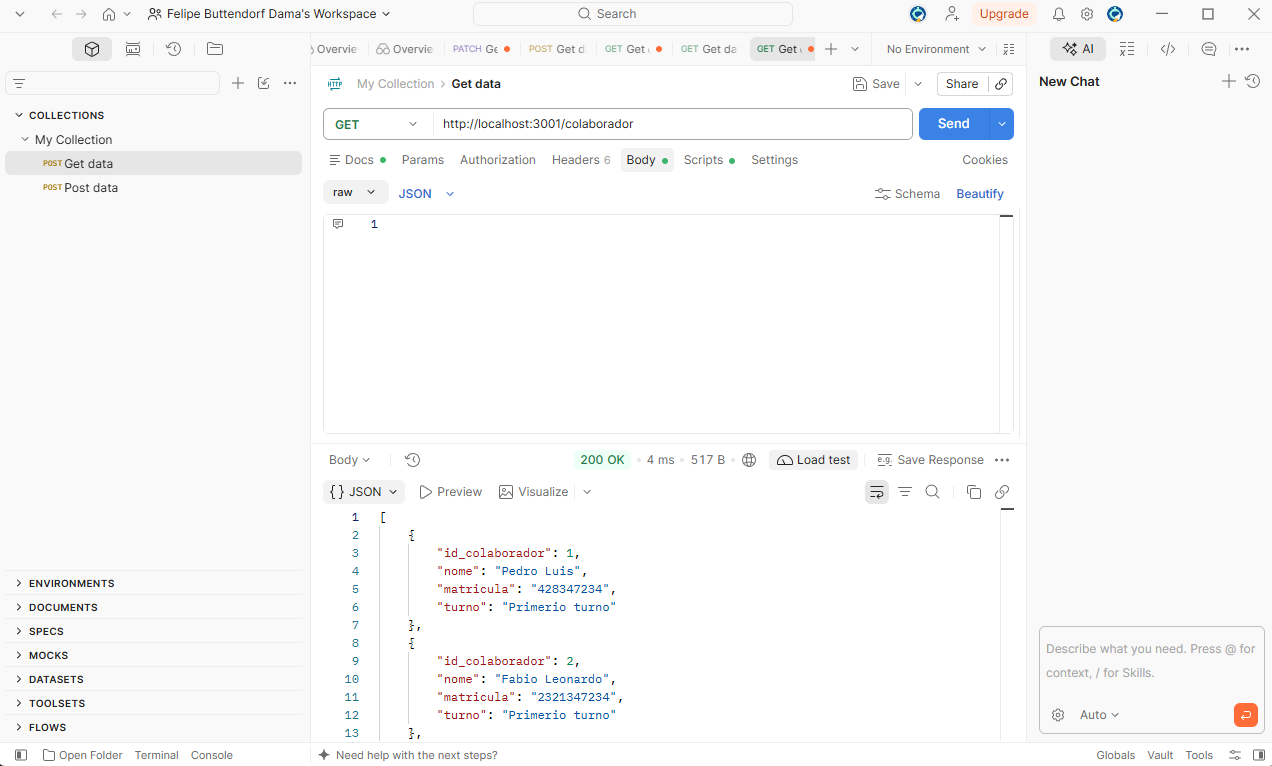 Felipe Buttendorf Dama's Workspace
Search
Upgrade
Overvie
Overvie
PATCH Ge
POST Get d
GET Get
GET Get da
GET Get
No Environment
AI
My Collection > Get data
Save
Share
New Chat
COLLECTIONS
My Collection
POST Get data
POST Post data
GET
http://localhost:3001/colaborador
Send
Docs
Params
Authorization
Headers 6
Body
Scripts
Settings
Cookies
raw
JSON
Schema
Beautify
1
Body
200 OK
4 ms
517 B
Load test
e.g. Save Response
{} JSON
Preview
Visualize
1 [
2 {
3 "id_colaborador": 1,
4 "nome": "Pedro Luis",
5 "matricula": "428347234",
6 "turno": "Primerio turno"
7 },
8 {
9 "id_colaborador": 2,
10 "nome": "Fabio Leonardo",
11 "matricula": "2321347234",
12 "turno": "Primerio turno"
13 },
ENVIRONMENTS
DOCUMENTS
SPECS
MOCKS
DATASETS
TOOLSETS
FLOWS
Describe what you need. Press @ for
context, / for Skills.
Auto
Open Folder
Terminal
Console
Need help with the next steps?
Globals
Vault
Tools